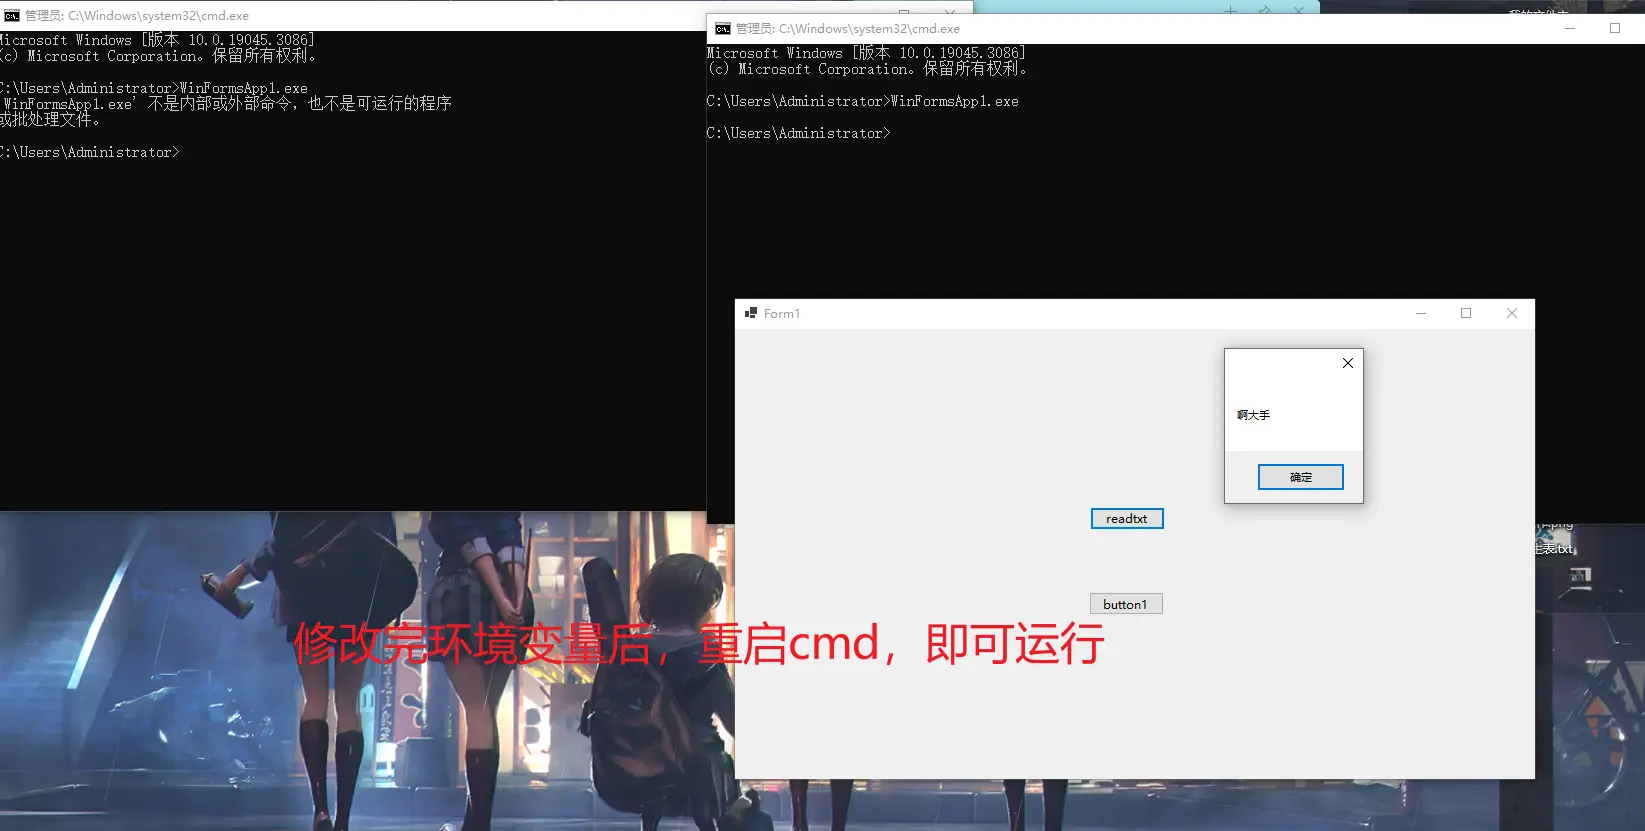 管理员: C:\Windows\system32\cmd.exe
Microsoft Windows [版本 10.0.19045.3086]
(c) Microsoft Corporation。保留所有权利。
C:\Users\Administrator>WinFormsApp1.exe
'WinFormsApp1.exe' 不是内部或外部命令，也不是可运行的程序
或批处理文件。
C:\Users\Administrator>
管理员: C:\Windows\system32\cmd.exe
Microsoft Windows [版本 10.0.19045.3086]
(c) Microsoft Corporation。保留所有权利。
C:\Users\Administrator>WinFormsApp1.exe
C:\Users\Administrator>
Form1
啊大手
确定
readtxt
button1
修改完环境变量后，重启cmd，即可运行
表.txt